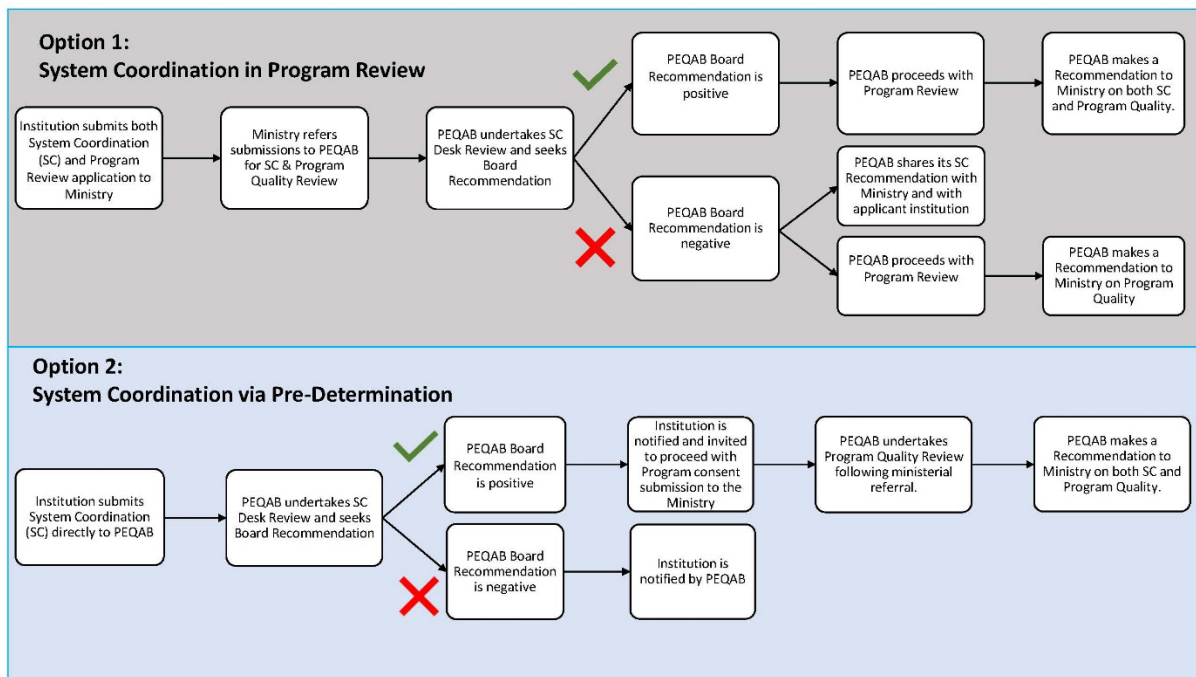 Option 1:
System Coordination in Program Review
Institution submits both
System Coordination
(SC) and Program
Review application to
Ministry
Ministry refers
submissions to PEQAB
for SC & Program
Quality Review
PEQAB undertakes SC
Desk Review and seeks
Board
Recommendation
PEQAB Board
Recommendation is
positive
PEQAB proceeds with
Program Review
PEQAB makes a
Recommendation to
Ministry on both SC
and Program Quality.
PEQAB Board
Recommendation is
negative
PEQAB shares its SC
Recommendation with
Ministry and with
applicant institution
PEQAB proceeds with
Program Review
PEQAB makes a
Recommendation to
Ministry on Program
Quality
Option 2:
System Coordination via Pre-Determination
Institution submits
System Coordination
(SC) directly to PEQAB
PEQAB undertakes SC
Desk Review and seeks
Board Recommendation
PEQAB Board
Recommendation
is positive
Institution is
notified and invited
to proceed with
Program consent
submission to the
Ministry
PEQAB undertakes
Program Quality Review
following ministerial
referral.
PEQAB makes a
Recommendation to
Ministry on both SC and
Program Quality.
PEQAB Board
Recommendation
is negative
Institution is
notified by PEQAB